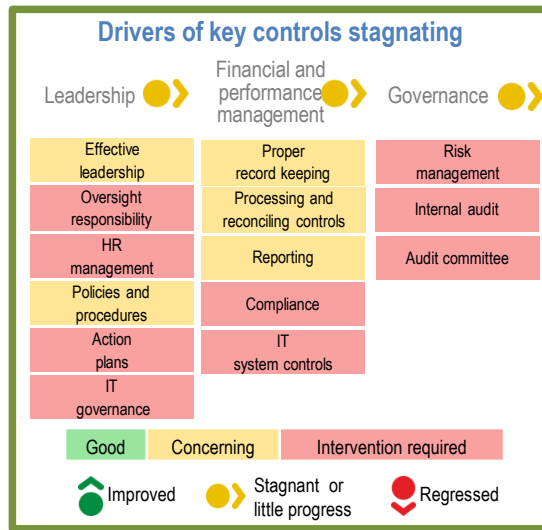 Drivers of key controls stagnating
Leadership
Financial and
performance
management
Governance
Effective
leadership
Oversight
responsibility
HR
management
Policies and
procedures
Action
plans
IT
governance
Proper
record keeping
Processing and
reconciling controls
Reporting
Compliance
IT
system controls
Risk
management
Internal audit
Audit committee
Good
Concerning
Intervention required
Improved
Stagnant or
little progress
Regressed